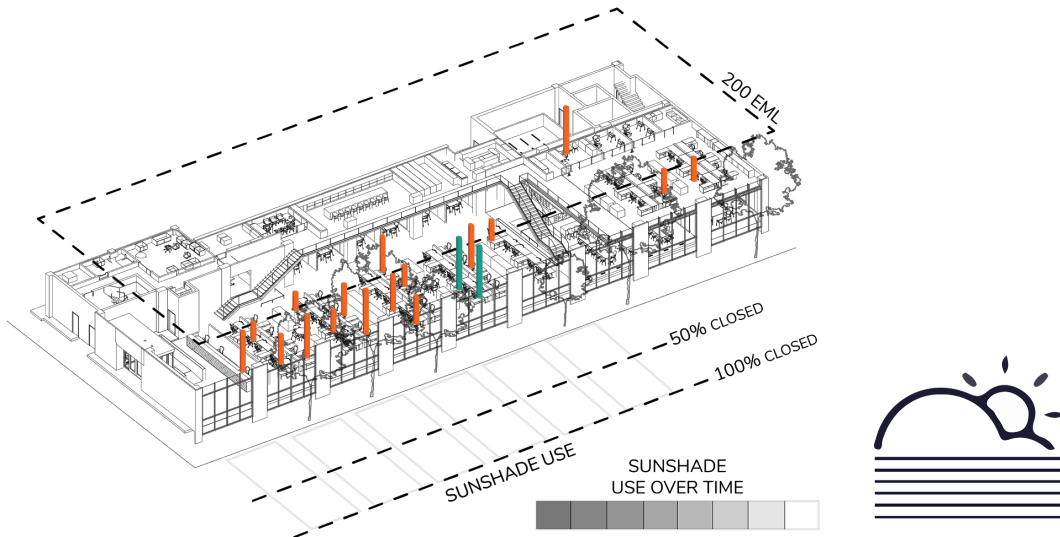 200 EML
50% CLOSED
100% CLOSED
SUNSHADE USE
SUNSHADE
USE OVER TIME